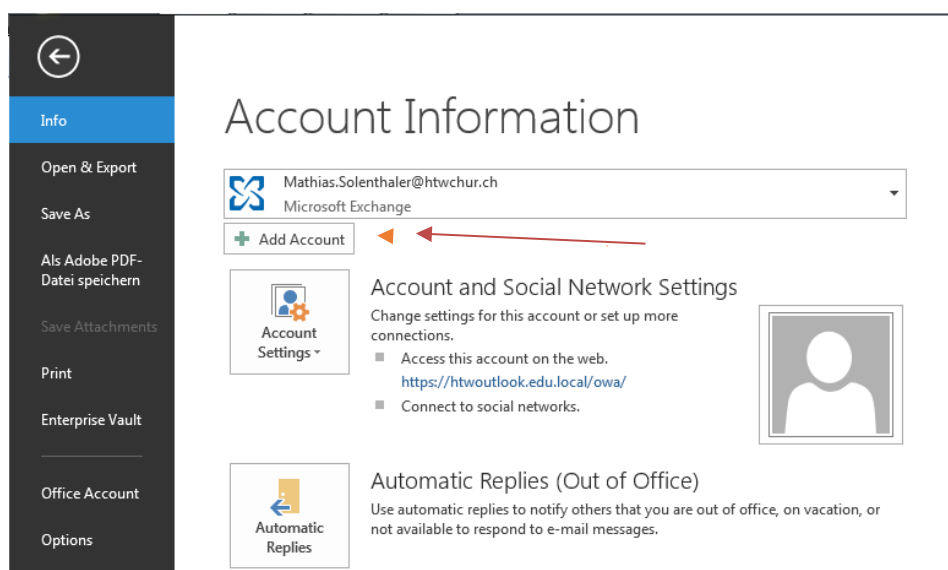 Info
Open & Export
Save As
Als Adobe PDF-
Datei speichern
Save Attachments
Print
Enterprise Vault
Office Account
Options
Account Information
Mathias.Solenthaler@htwchur.ch
Microsoft Exchange
Add Account
Account
Settings
Account and Social Network Settings
Change settings for this account or set up more
connections.
Access this account on the web.
https://htwoutlook.edu.local/owa/
Connect to social networks.
Automatic
Replies
Automatic Replies (Out of Office)
Use automatic replies to notify others that you are out of office, on vacation, or
not available to respond to e-mail messages.